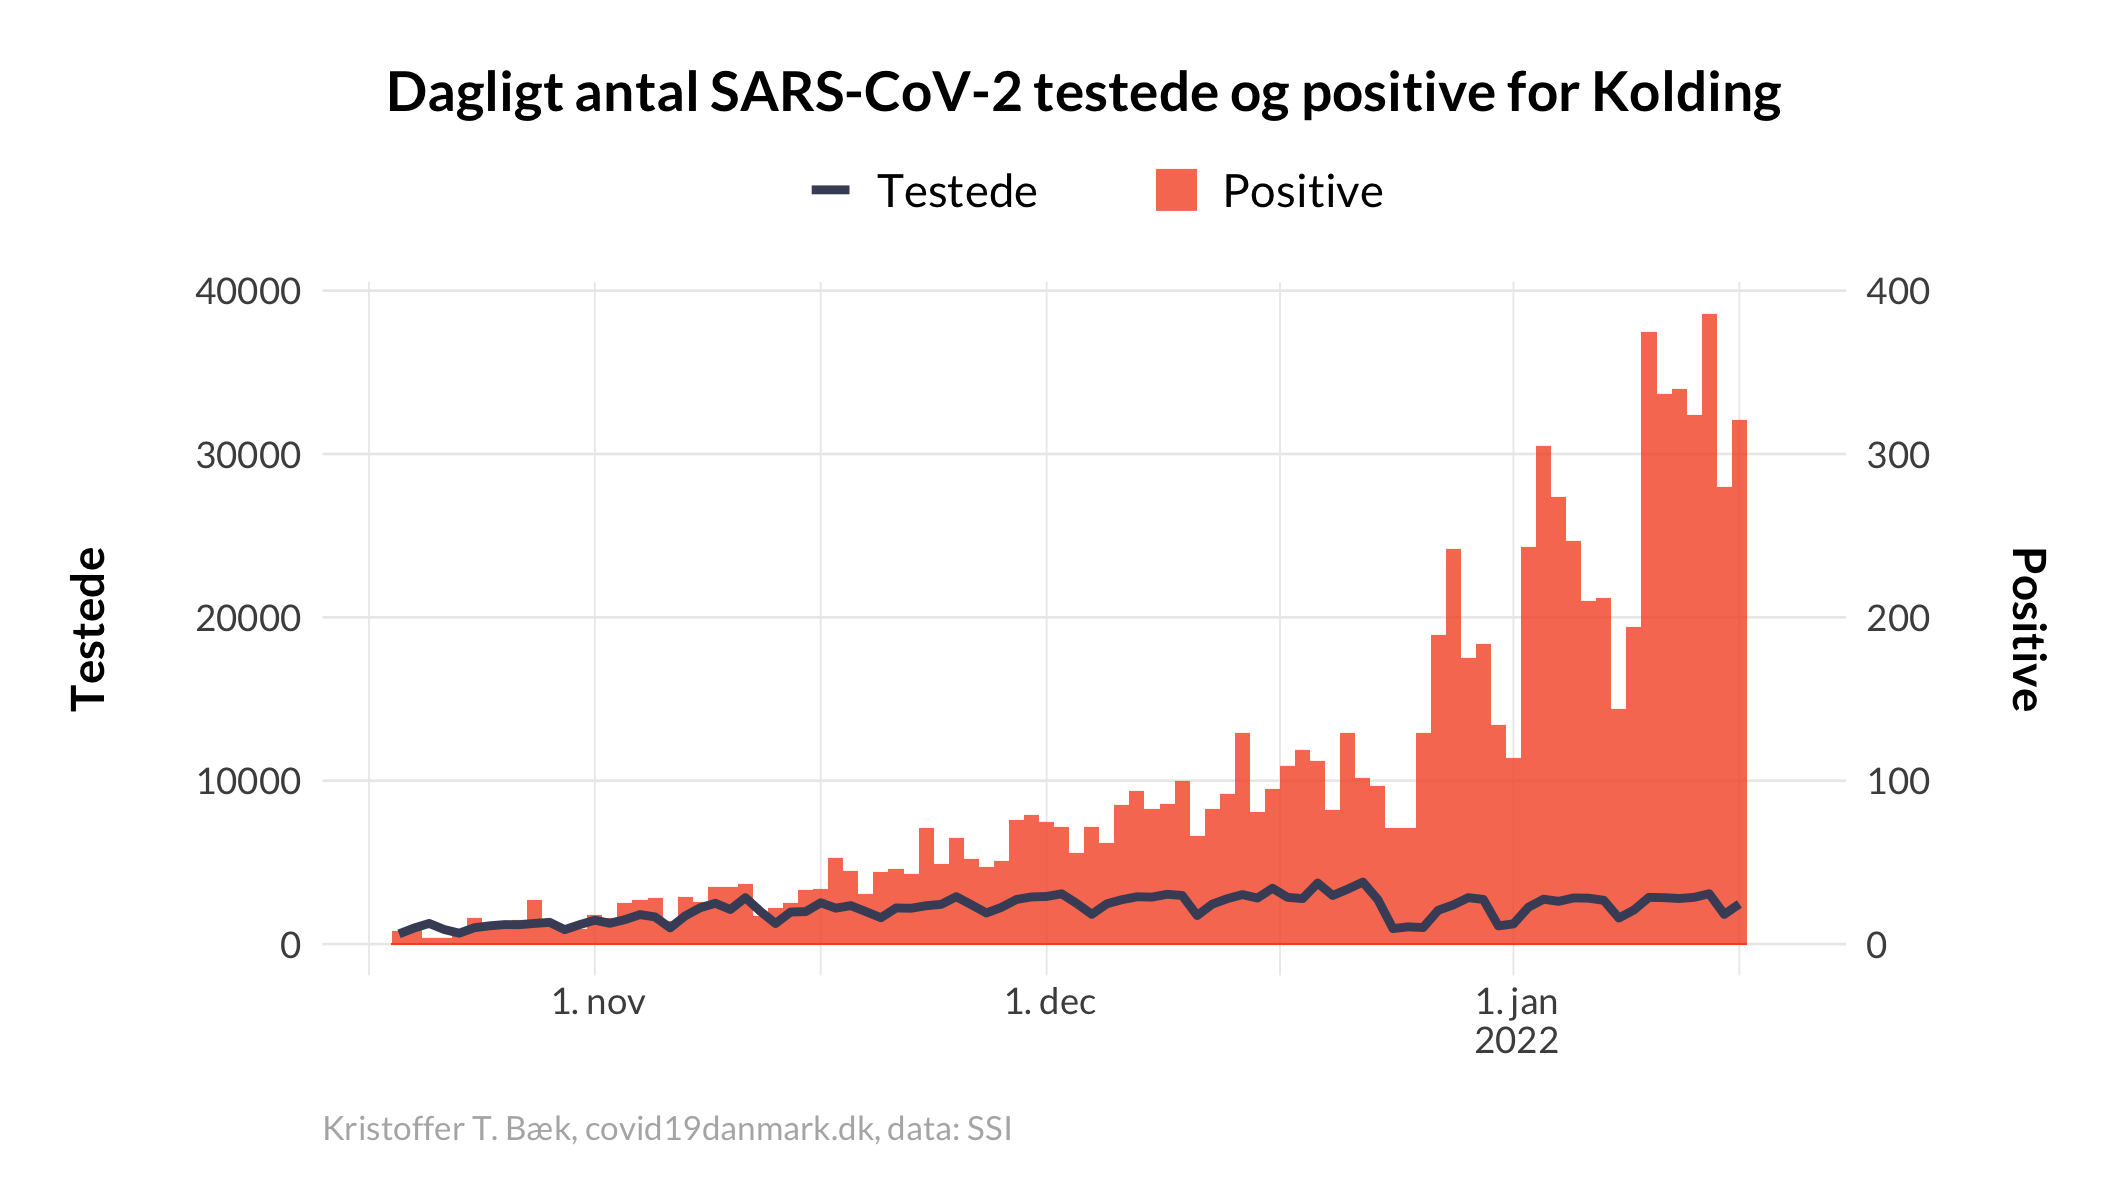 Dagligt antal SARS-CoV-2 testede og positive for Kolding
Testede
Positive
40000
30000
20000
10000
0
Testede
400
300
200
100
0
Positive
1. nov
1. dec
1. jan
2022
Kristoffer T. Bæk, covid19danmark.dk, data: SSI